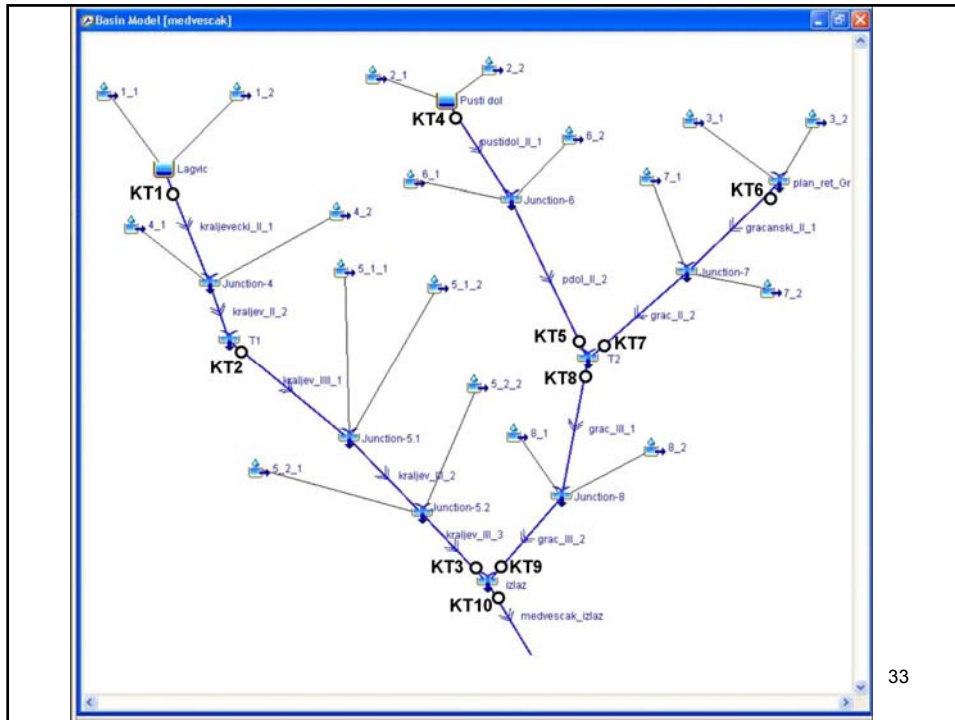 Basin Model [medvescak]
2_1
2_2
1_1
1_2
Pusti dol
KT4
pustidol_II_1
3_1
3_2
6_2
Lagvic
6_1
7_1
KT6
plan_ret_Gr
KT1
Junction-6
4_2
4_1
kraljevecki_II_1
gracanski_II_1
5_1_1
5_1_2
Junction-4
pdol_II_2
Junction-7
7_2
kraljev_II_2
grac_II_2
T1
KT2
KT5
KT7
T2
KT8
kraljev_III_1
5_2_2
grac_III_1
Junction-5.1
8_1
8_2
5_2_1
kraljev_III_2
Junction-8
Junction-5.2
kraljev_III_3
grac_III_2
KT3
KT9
izlaz
KT10
medvescak_izlaz
33